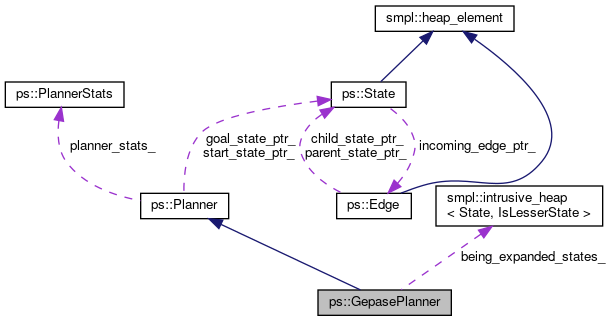 smpl::heap_element
ps::PlannerStats
ps::State
planner_stats_
goal_state_ptr_
start_state_ptr_
child_state_ptr_
parent_state_ptr_
incoming_edge_ptr_
ps::Planner
ps::Edge
smpl::intrusive_heap
< State, IsLesserState >
being_expanded_states_
ps::GepasePlanner